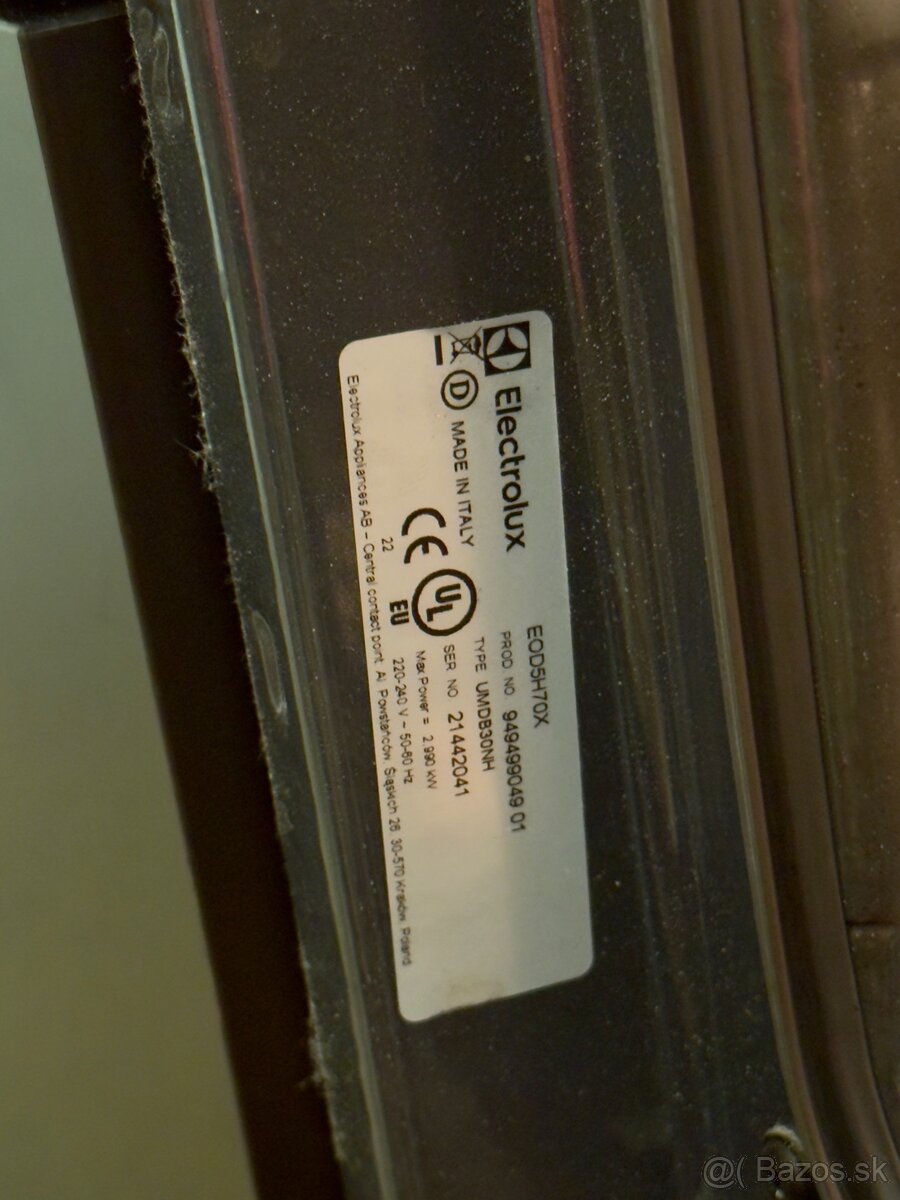 Electrolux
EOD5H70X
PROD. NO. 949499049 01
D MADE IN ITALY
TYPE UMDB30NH
UL
SER. NO. 21442041
CE
Max Power = 2.990 kW
22
EU
220-240 V ~ 50-60 Hz
Electrolux Appliances AB - Central contact point Al. Powstańców. Śląskich 26 30-570 Kraków, Poland
@( Bazos.sk